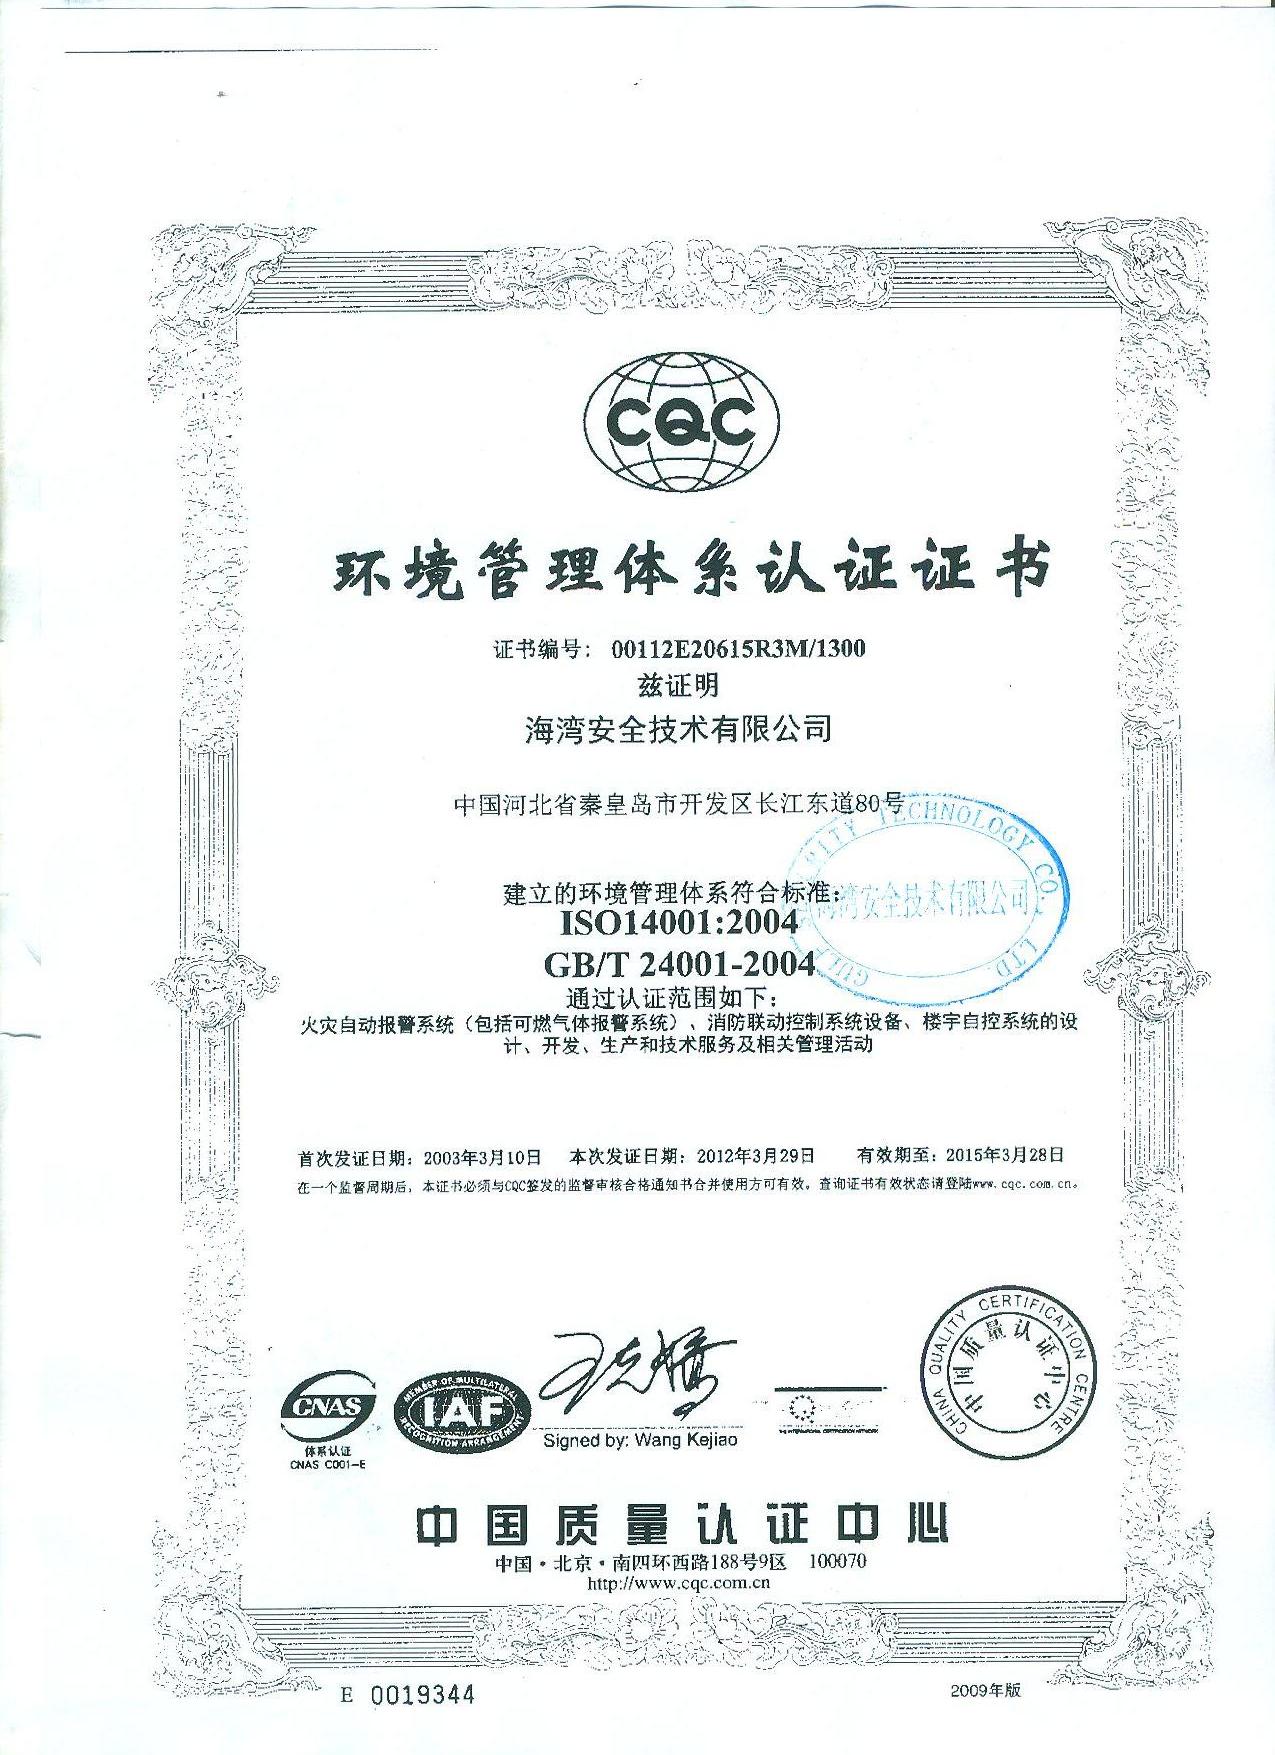 CQC
环境管理体系认证证书
证书编号： 00112E20615R3M/1300
兹证明
海湾安全技术有限公司
中国河北省秦皇岛市开发区长江东道80号
建立的环境管理体系符合标准：
ISO14001:2004
GB/T 24001-2004
海湾安全技术有限公司
TECHNOLOGY CO. LTD.
GULF
通过认证范围如下：
火灾自动报警系统（包括可燃气体报警系统）、消防联动控制系统设备、楼宇自控系统的设
计、开发、生产和技术服务及相关管理活动
首次发证日期：2003年3月10日 本次发证日期：2012年3月29日 有效期至：2015年3月28日
在一个监督周期后，本证书必须与CQC签发的监督审核合格通知书合并使用方可有效。查询证书有效状态请登陆www.cqc.com.cn。
CNAS
体系认证
CNAS C001-E
MEMBER OF MULTILATERAL
IAF
RECOGNITION ARRANGEMENT
Signed by: Wang Kejiao
THE INTERNATIONAL CERTIFICATION NETWORK
CHINA QUALITY CERTIFICATION CENTRE
中国质量认证中心
中国质量认证中心
中国·北京·南四环西路188号9区 100070
http://www.cqc.com.cn
E 0019344
2009年版